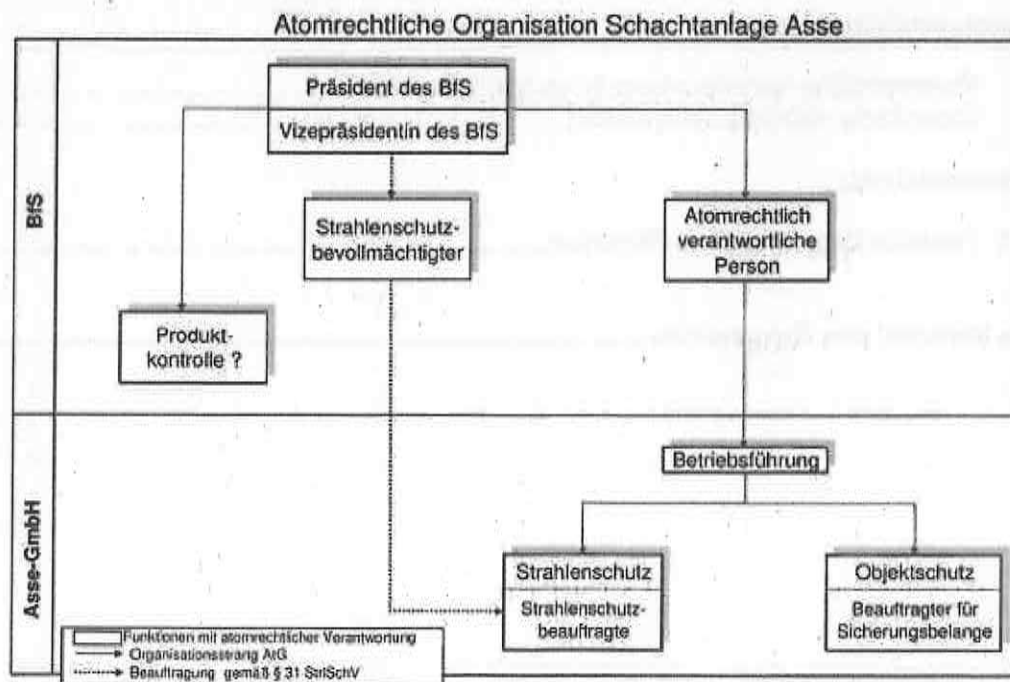 Atomrechtliche Organisation Schachtanlage Asse
BfS
Präsident des BfS
Vizepräsidentin des BfS
Strahlenschutz-
bevollmächtigter
Atomrechtlich
verantwortliche
Person
Produkt-
kontrolle ?
Asse-GmbH
Betriebsführung
Strahlenschutz
Strahlenschutz-
beauftragte
Objektschutz
Beauftragter für
Sicherungsbelange
Funktionen mit atomrechtlicher Verantwortung
Organisationsstrang AtG
Beauftragung gemäß § 31 StrlSchV